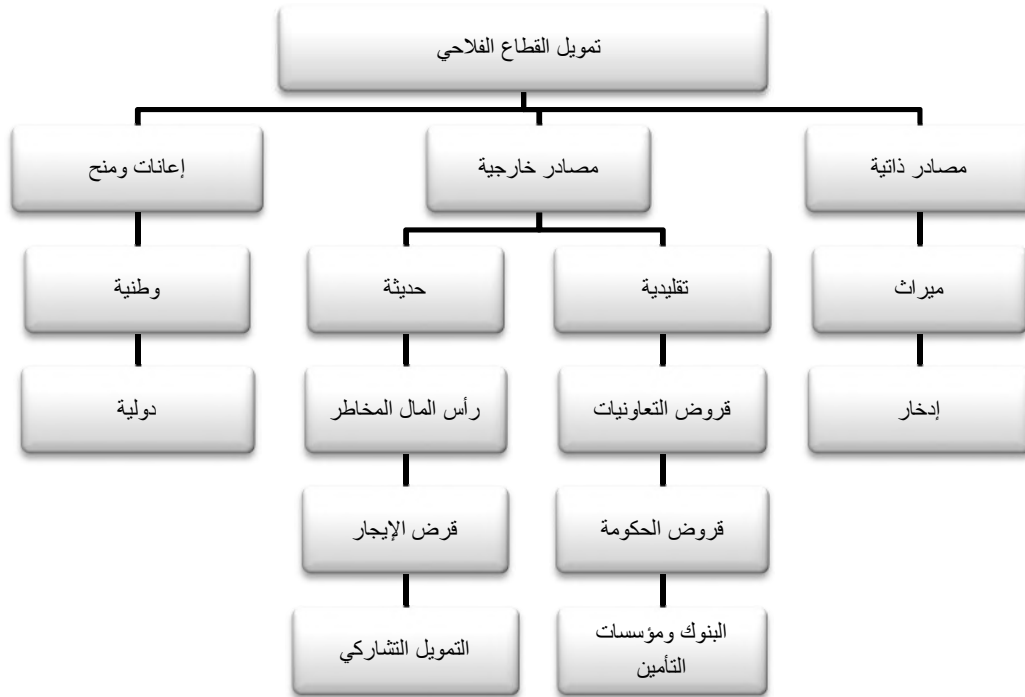 تمويل القطاع الفلاحي
مصادر ذاتية
مصادر خارجية
إعانات ومنح
ميراث
تقليدية
حديثة
وطنية
إدخار
قروض التعاونيات
رأس المال المخاطر
دولية
قروض الحكومة
قرض الإيجار
البنوك ومؤسسات
التأمين
التمويل التشاركي